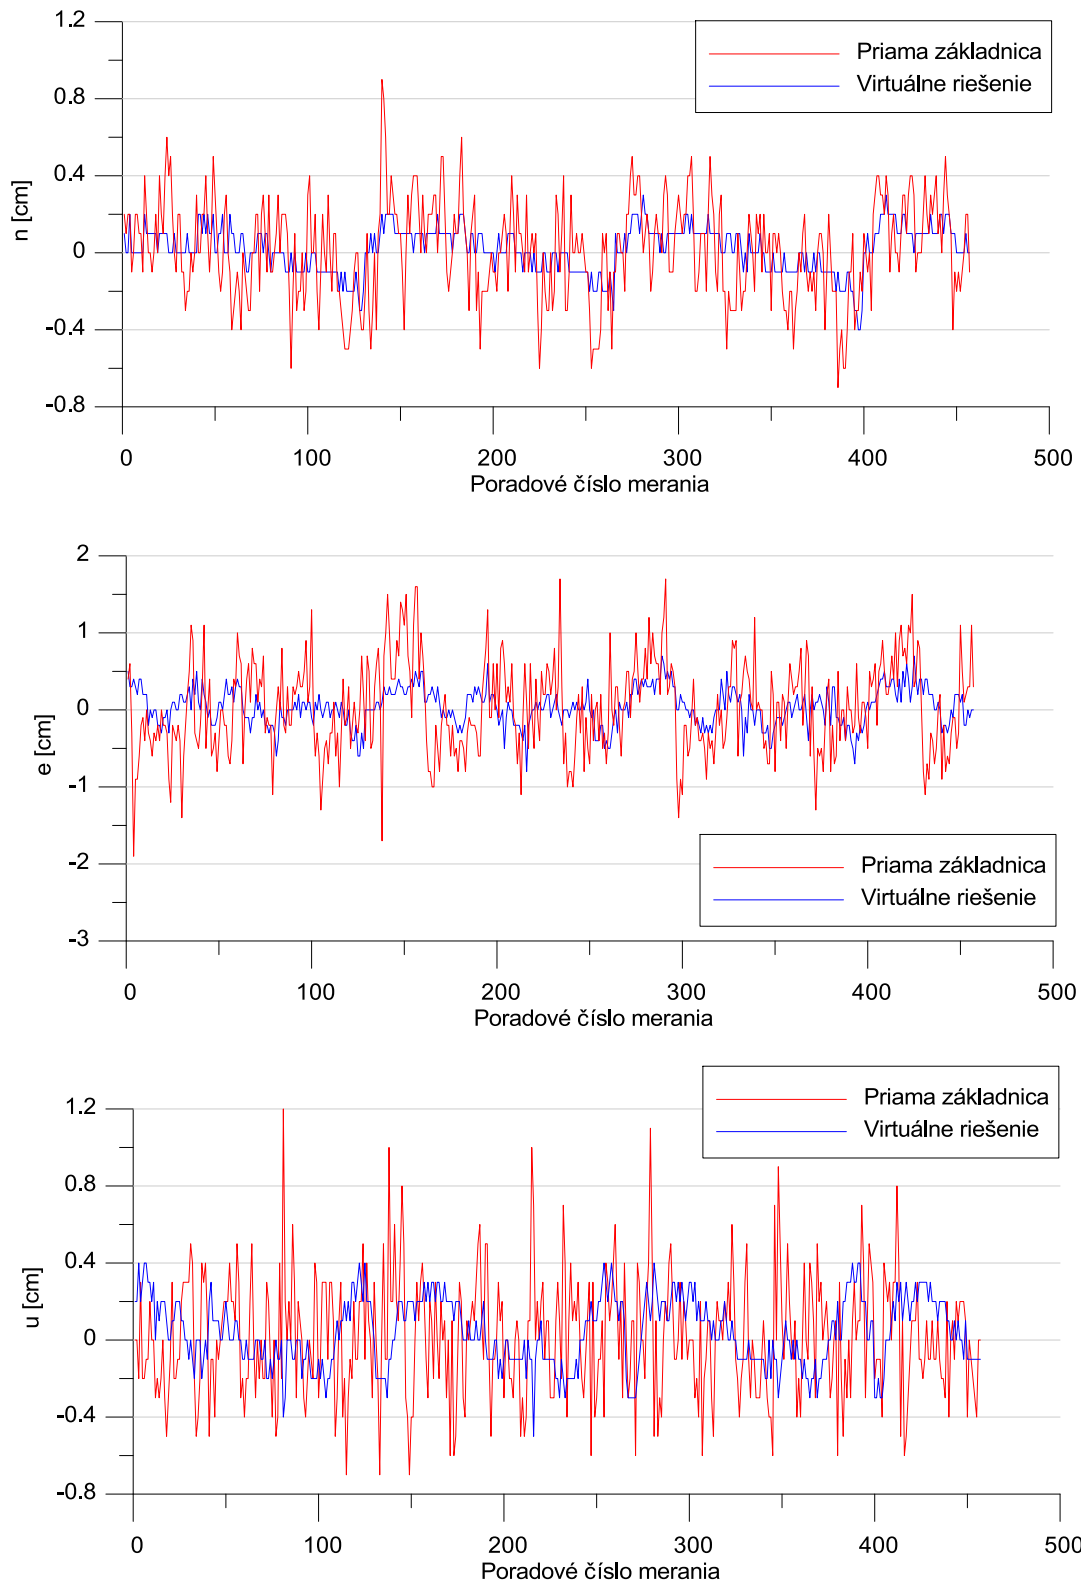 1.2
0.8
0.4
0
-0.4
-0.8
n [cm]
Priama základnica
Virtuálne riešenie
0 100 200 300 400 500
Poradové číslo merania
2
1
0
-1
-2
-3
e [cm]
Priama základnica
Virtuálne riešenie
0 100 200 300 400 500
Poradové číslo merania
1.2
0.8
0.4
0
-0.4
-0.8
u [cm]
Priama základnica
Virtuálne riešenie
0 100 200 300 400 500
Poradové číslo merania